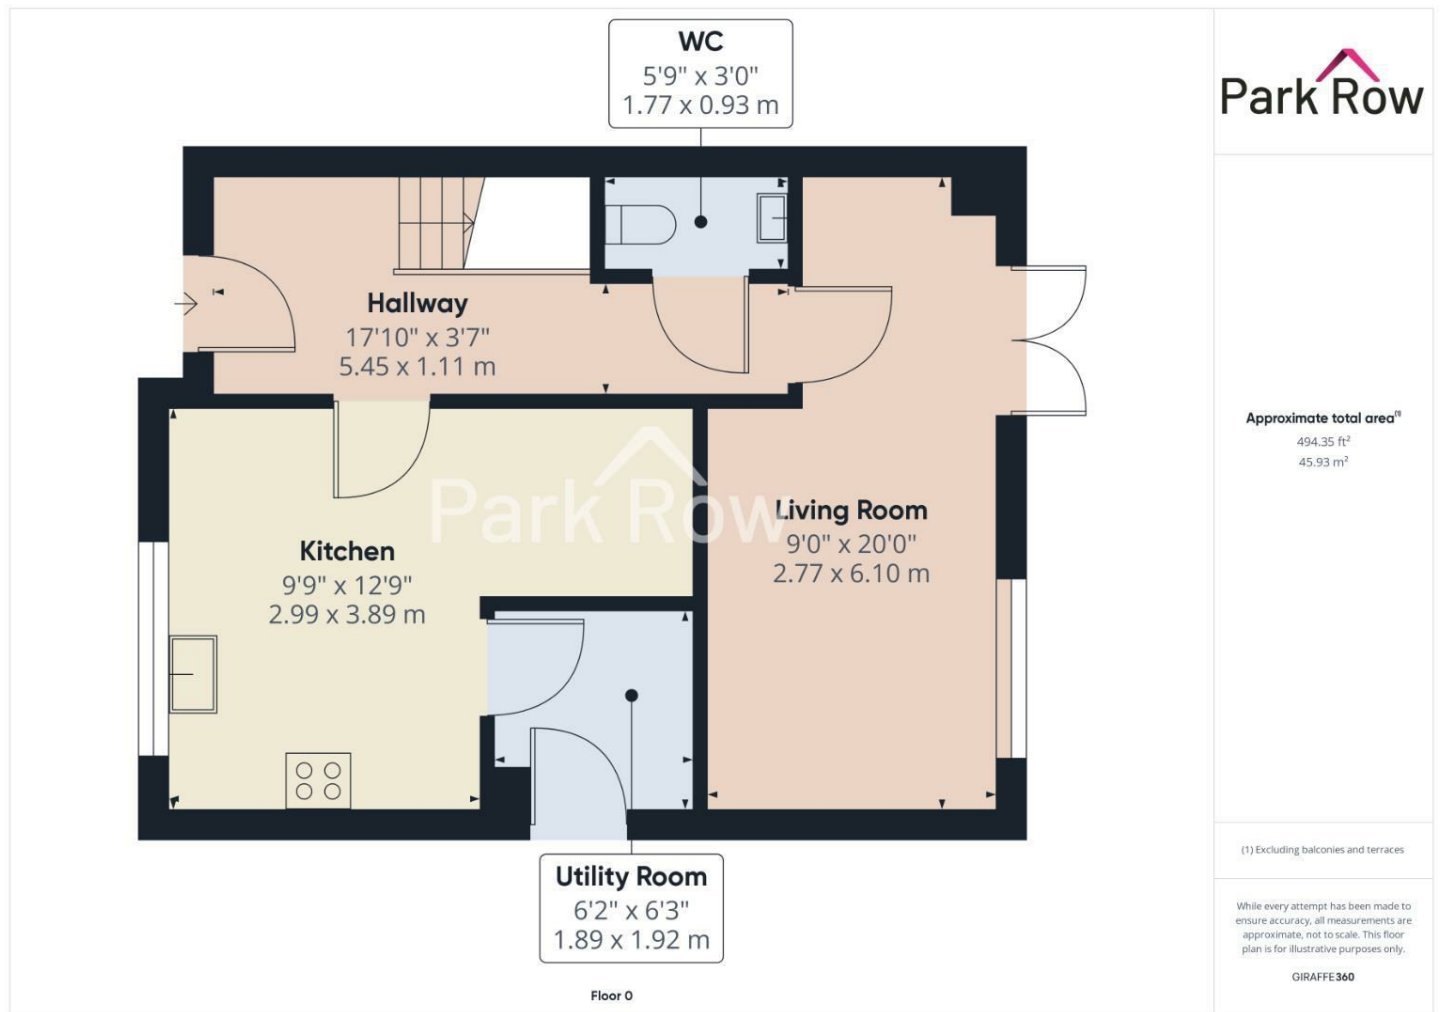 WC
5'9" x 3'0"
1.77 x 0.93 m
Park Row
Hallway
17'10" x 3'7"
5.45 x 1.11 m
Approximate total area(1)
494.35 ft²
45.93 m²
Park Row
Living Room
9'0" x 20'0"
2.77 x 6.10 m
Kitchen
9'9" x 12'9"
2.99 x 3.89 m
Utility Room
6'2" x 6'3"
1.89 x 1.92 m
(1) Excluding balconies and terraces
While every attempt has been made to
ensure accuracy, all measurements are
approximate, not to scale. This floor
plan is for illustrative purposes only.
GIRAFFE360
Floor 0